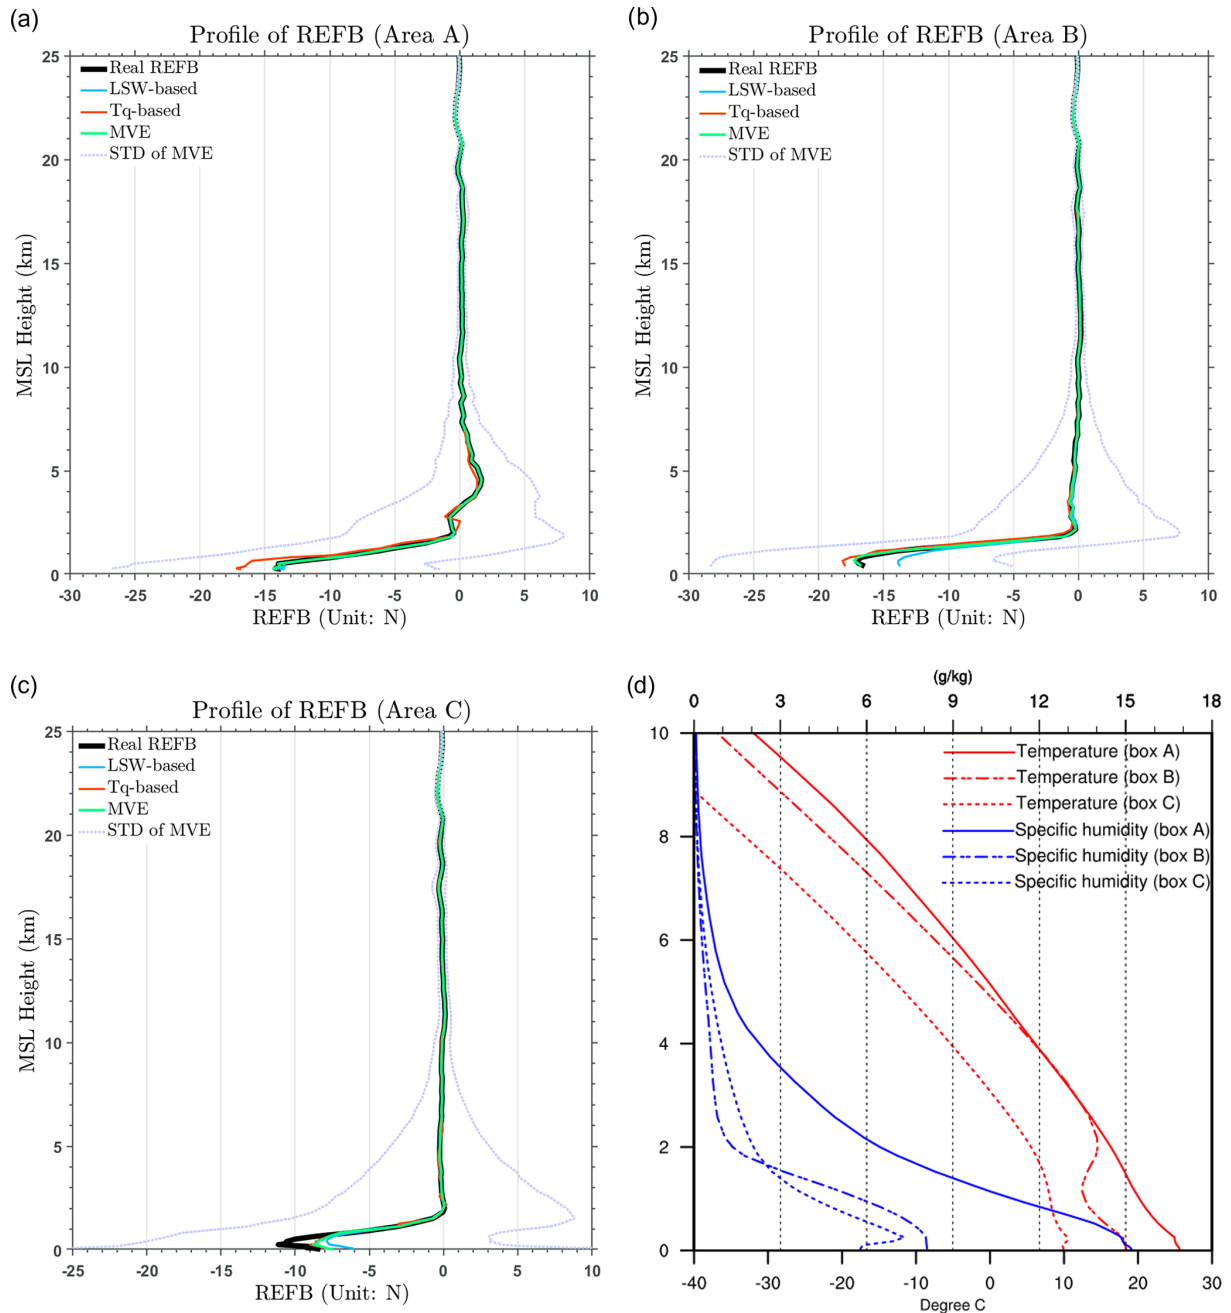 (a)
Profile of REFB (Area A)
Real REFB
LSW-based
Tq-based
MVE
STD of MVE
25
20
15
10
5
0
MSL Height (km)
-30 -25 -20 -15 -10 -5 0 5 10
REFB (Unit: N)
(b)
Profile of REFB (Area B)
Real REFB
LSW-based
Tq-based
MVE
STD of MVE
25
20
15
10
5
0
MSL Height (km)
-30 -25 -20 -15 -10 -5 0 5 10
REFB (Unit: N)
(c)
Profile of REFB (Area C)
Real REFB
LSW-based
Tq-based
MVE
STD of MVE
25
20
15
10
5
0
MSL Height (km)
-25 -20 -15 -10 -5 0 5 10
REFB (Unit: N)
(d)
(g/kg)
0 3 6 9 12 15 18
Temperature (box A)
Temperature (box B)
Temperature (box C)
Specific humidity (box A)
Specific humidity (box B)
Specific humidity (box C)
10
8
6
4
2
0
-40 -30 -20 -10 0 10 20 30
Degree C